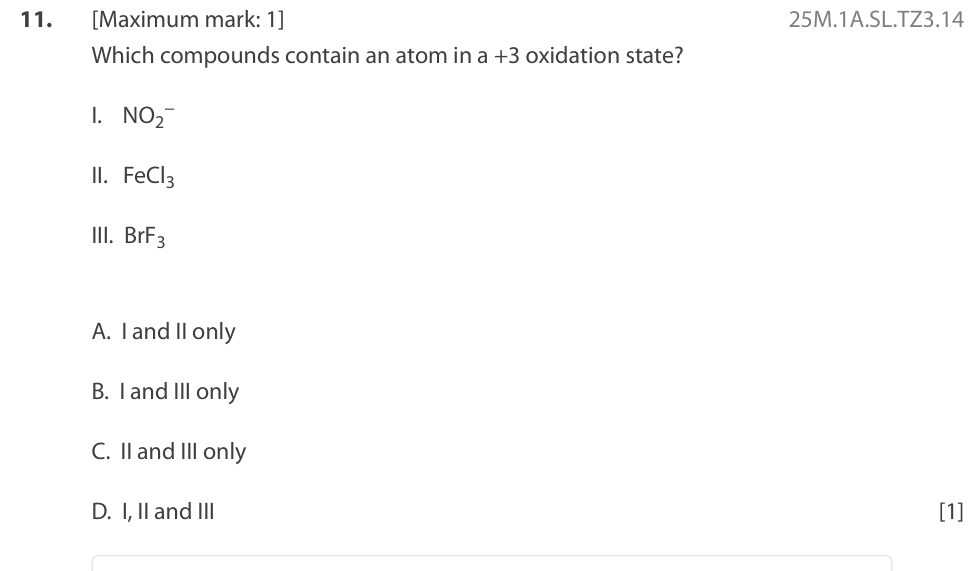 11. [Maximum mark: 1] 25M.1A.SL.TZ3.14
Which compounds contain an atom in a +3 oxidation state?
I. NO₂⁻
II. FeCl₃
III. BrF₃
A. I and II only
B. I and III only
C. II and III only
D. I, II and III [1]